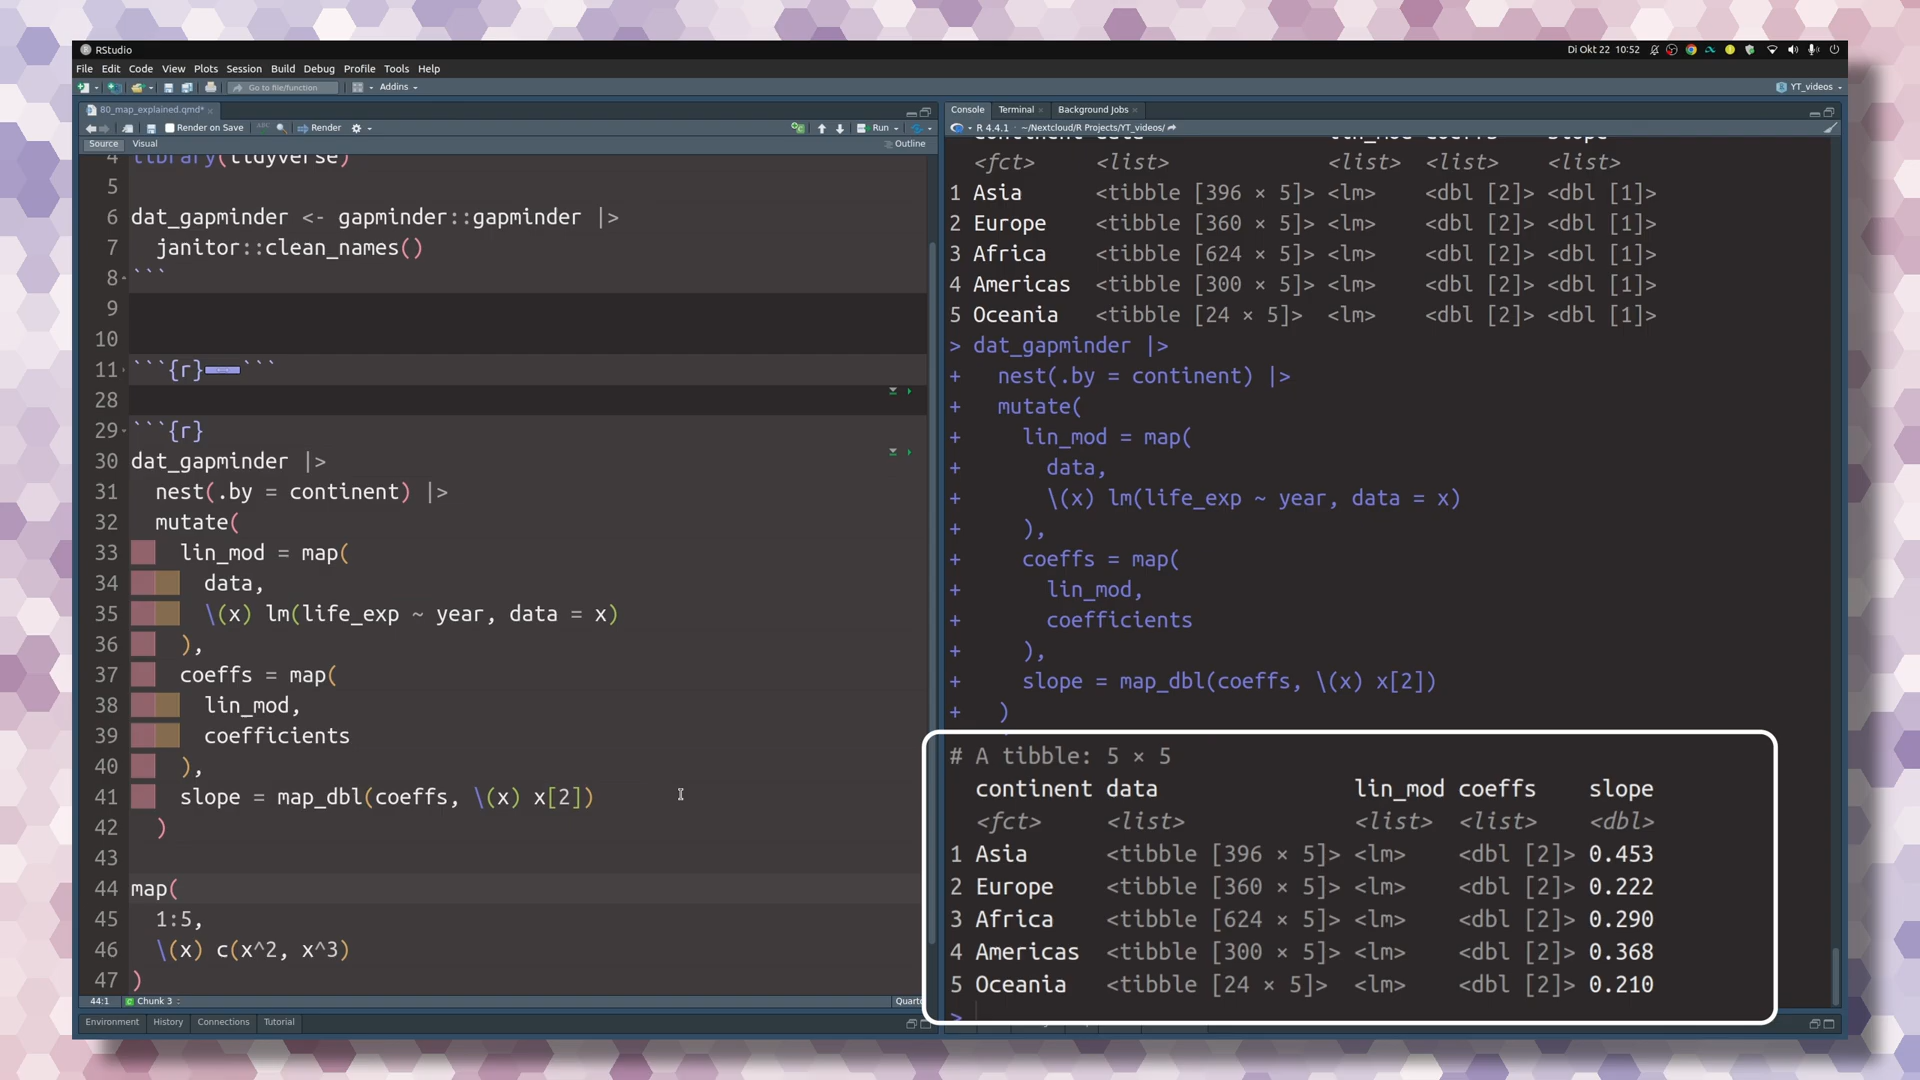 RStudio
Di Okt 22 10:52
File Edit Code View Plots Session Build Debug Profile Tools Help
Go to file/function
Addins
YT_videos
80_map_explained.qmd*
Render on Save
Render
Run
Source
Visual
Outline
4 library(tidyverse)
5
6 dat_gapminder <- gapminder::gapminder |>
7 janitor::clean_names()
8 ```
9
10
11 ```{r}```
28
29 ```{r}
30 dat_gapminder |>
31 nest(.by = continent) |>
32 mutate(
33 lin_mod = map(
34 data,
35 \(x) lm(life_exp ~ year, data = x)
36 ),
37 coeffs = map(
38 lin_mod,
39 coefficients
40 ),
41 slope = map_dbl(coeffs, \(x) x[2])
42 )
43
44 map(
45 1:5,
46 \(x) c(x^2, x^3)
47 )
44:1 Chunk 3
Quarto
Environment History Connections Tutorial
Console Terminal Background Jobs
R 4.4.1 · ~/Nextcloud/R Projects/YT_videos/
continent data lin_mod coeffs slope
<fct> <list> <list> <list> <list>
1 Asia <tibble [396 × 5]> <lm> <dbl [2]> <dbl [1]>
2 Europe <tibble [360 × 5]> <lm> <dbl [2]> <dbl [1]>
3 Africa <tibble [624 × 5]> <lm> <dbl [2]> <dbl [1]>
4 Americas <tibble [300 × 5]> <lm> <dbl [2]> <dbl [1]>
5 Oceania <tibble [24 × 5]> <lm> <dbl [2]> <dbl [1]>
> dat_gapminder |>
+ nest(.by = continent) |>
+ mutate(
+ lin_mod = map(
+ data,
+ \(x) lm(life_exp ~ year, data = x)
+ ),
+ coeffs = map(
+ lin_mod,
+ coefficients
+ ),
+ slope = map_dbl(coeffs, \(x) x[2])
+ )
# A tibble: 5 × 5
continent data lin_mod coeffs slope
<fct> <list> <list> <list> <dbl>
1 Asia <tibble [396 × 5]> <lm> <dbl [2]> 0.453
2 Europe <tibble [360 × 5]> <lm> <dbl [2]> 0.222
3 Africa <tibble [624 × 5]> <lm> <dbl [2]> 0.290
4 Americas <tibble [300 × 5]> <lm> <dbl [2]> 0.368
5 Oceania <tibble [24 × 5]> <lm> <dbl [2]> 0.210
>